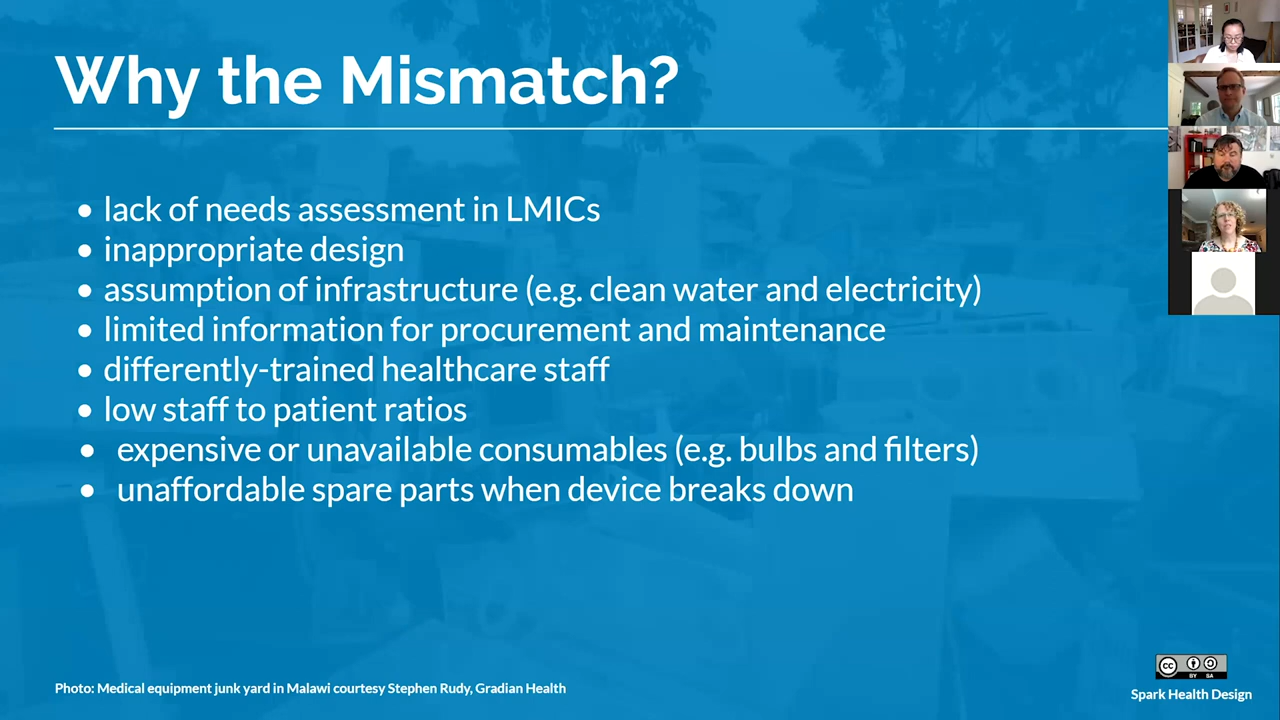 Why the Mismatch?
• lack of needs assessment in LMICs
• inappropriate design
• assumption of infrastructure (e.g. clean water and electricity)
• limited information for procurement and maintenance
• differently-trained healthcare staff
• low staff to patient ratios
• expensive or unavailable consumables (e.g. bulbs and filters)
• unaffordable spare parts when device breaks down
Photo: Medical equipment junk yard in Malawi courtesy Stephen Rudy, Gradian Health
CC BY SA
Spark Health Design